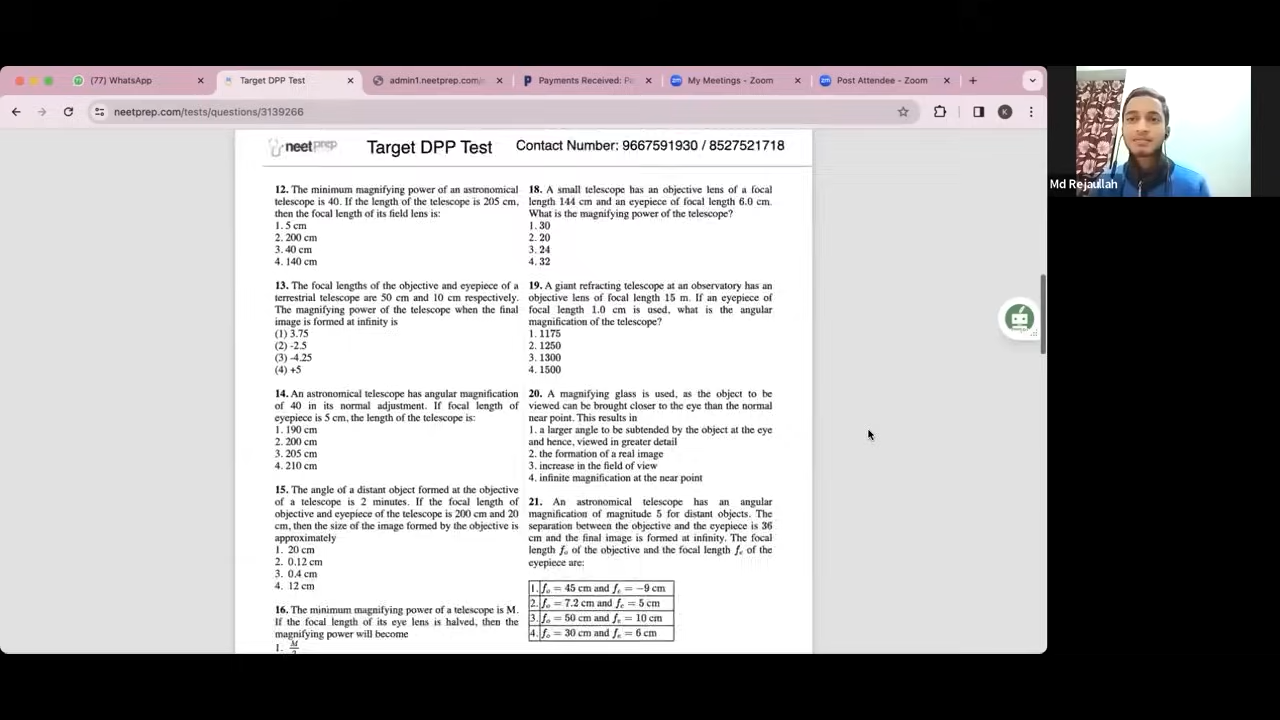 (77) WhatsApp
Target DPP Test
admin1.neetprep.com/
Payments Received: Pa
My Meetings - Zoom
Post Attendee - Zoom
neetprep.com/tests/questions/3139266
neetprep
Target DPP Test
Contact Number: 9667591930 / 8527521718
12. The minimum magnifying power of an astronomical
telescope is 40. If the length of the telescope is 205 cm,
then the focal length of its field lens is:
1. 5 cm
2. 200 cm
3. 40 cm
4. 140 cm
13. The focal lengths of the objective and eyepiece of a
terrestrial telescope are 50 cm and 10 cm respectively.
The magnifying power of the telescope when the final
image is formed at infinity is
(1) 3.75
(2) -2.5
(3) -4.25
(4) +5
14. An astronomical telescope has angular magnification
of 40 in its normal adjustment. If focal length of
eyepiece is 5 cm, the length of the telescope is:
1. 190 cm
2. 200 cm
3. 205 cm
4. 210 cm
15. The angle of a distant object formed at the objective
of a telescope is 2 minutes. If the focal length of
objective and eyepiece of the telescope is 200 cm and 20
cm, then the size of the image formed by the objective is
approximately
1. 20 cm
2. 0.12 cm
3. 0.4 cm
4. 12 cm
16. The minimum magnifying power of a telescope is M.
If the focal length of its eye lens is halved, then the
magnifying power will become
1. M
18. A small telescope has an objective lens of a focal
length 144 cm and an eyepiece of focal length 6.0 cm.
What is the magnifying power of the telescope?
1. 30
2. 20
3. 24
4. 32
19. A giant refracting telescope at an observatory has an
objective lens of focal length 15 m. If an eyepiece of
focal length 1.0 cm is used, what is the angular
magnification of the telescope?
1. 1175
2. 1250
3. 1300
4. 1500
20. A magnifying glass is used, as the object to be
viewed can be brought closer to the eye than the normal
near point. This results in
1. a larger angle to be subtended by the object at the eye
and hence, viewed in greater detail
2. the formation of a real image
3. increase in the field of view
4. infinite magnification at the near point
21. An astronomical telescope has an angular
magnification of magnitude 5 for distant objects. The
separation between the objective and the eyepiece is 36
cm and the final image is formed at infinity. The focal
length fₒ of the objective and the focal length fₑ of the
eyepiece are:
1. fₒ = 45 cm and fₑ = −9 cm
2. fₒ = 7.2 cm and fₑ = 5 cm
3. fₒ = 50 cm and fₑ = 10 cm
4. fₒ = 30 cm and fₑ = 6 cm
Md Rejaullah